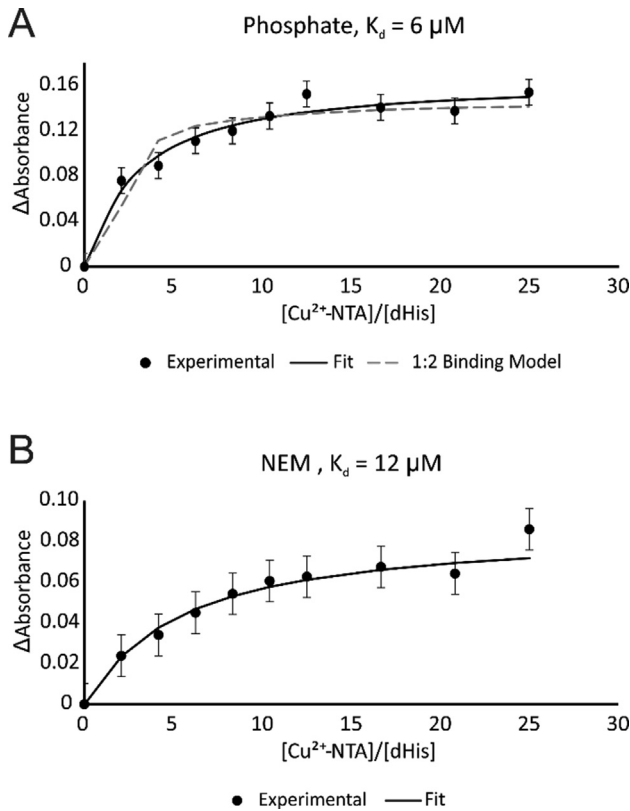 A
Phosphate, Kd = 6 μM
ΔAbsorbance
0.16
0.12
0.08
0.04
0
0 5 10 15 20 25 30
[Cu²⁺-NTA]/[dHis]
Experimental Fit 1:2 Binding Model
B
NEM , Kd = 12 μM
ΔAbsorbance
0.10
0.08
0.06
0.04
0.02
0
0 5 10 15 20 25 30
[Cu²⁺-NTA]/[dHis]
Experimental Fit